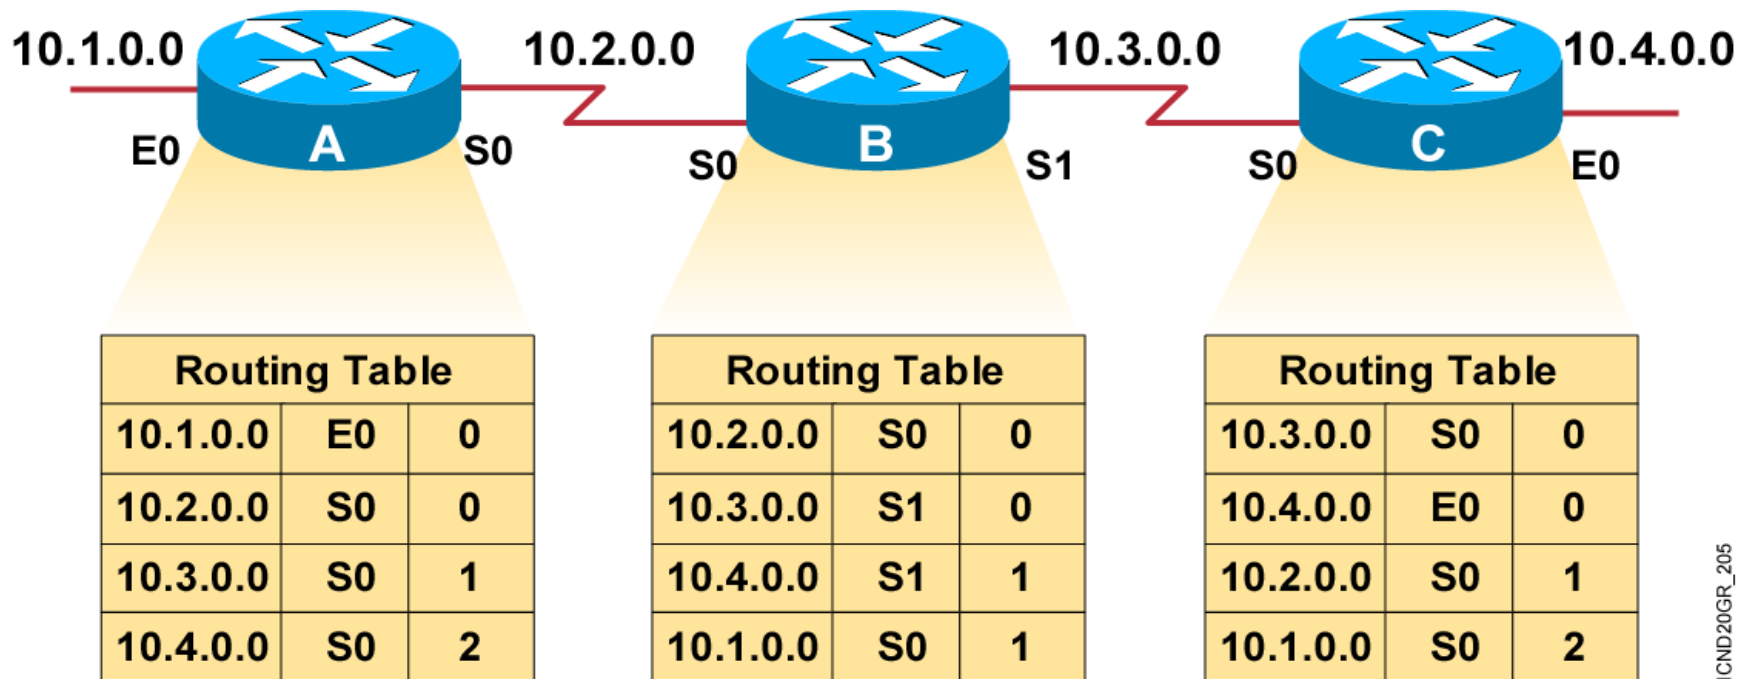 10.1.0.0 10.2.0.0 10.3.0.0 10.4.0.0
A B C
E0 S0 S0 S1 S0 E0
Routing Table
10.1.0.0 E0 0
10.2.0.0 S0 0
10.3.0.0 S0 1
10.4.0.0 S0 2
Routing Table
10.2.0.0 S0 0
10.3.0.0 S1 0
10.4.0.0 S1 1
10.1.0.0 S0 1
Routing Table
10.3.0.0 S0 0
10.4.0.0 E0 0
10.2.0.0 S0 1
10.1.0.0 S0 2
ICND20GR_205